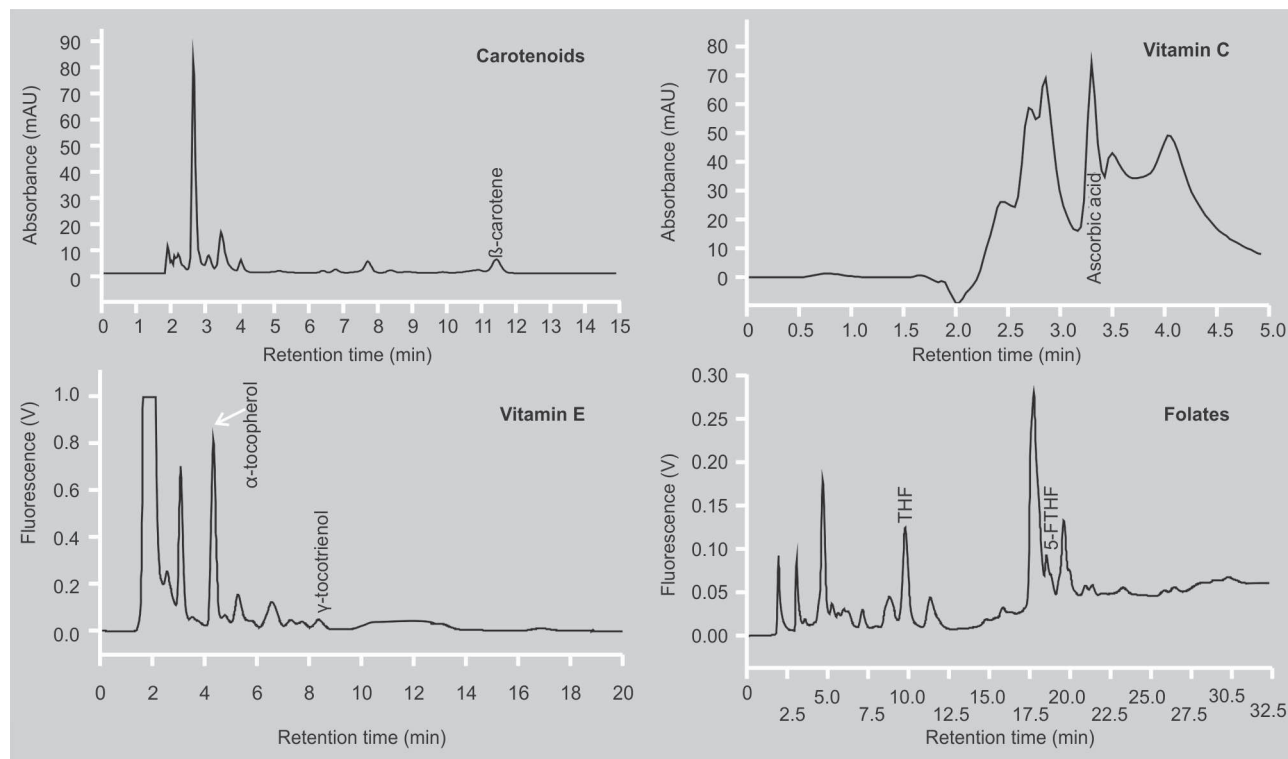 Carotenoids
Absorbance (mAU)
90
80
70
60
50
40
30
20
10
0
ß-carotene
0 1 2 3 4 5 6 7 8 9 10 11 12 13 14 15
Retention time (min)
Vitamin C
Absorbance (mAU)
80
70
60
50
40
30
20
10
0
Ascorbic acid
0 0.5 1.0 1.5 2.0 2.5 3.0 3.5 4.0 4.5 5.0
Retention time (min)
Vitamin E
Fluorescence (V)
1.0
0.8
0.6
0.4
0.2
0.0
α-tocopherol
γ-tocotrienol
0 2 4 6 8 10 12 14 16 18 20
Retention time (min)
Folates
Fluorescence (V)
0.30
0.25
0.20
0.15
0.10
0.05
0.00
THF
5-FTHF
0 5.0 10.0 15.0 20.0 25.0 30.5
2.5 7.5 12.5 17.5 22.5 27.5 32.5
Retention time (min)